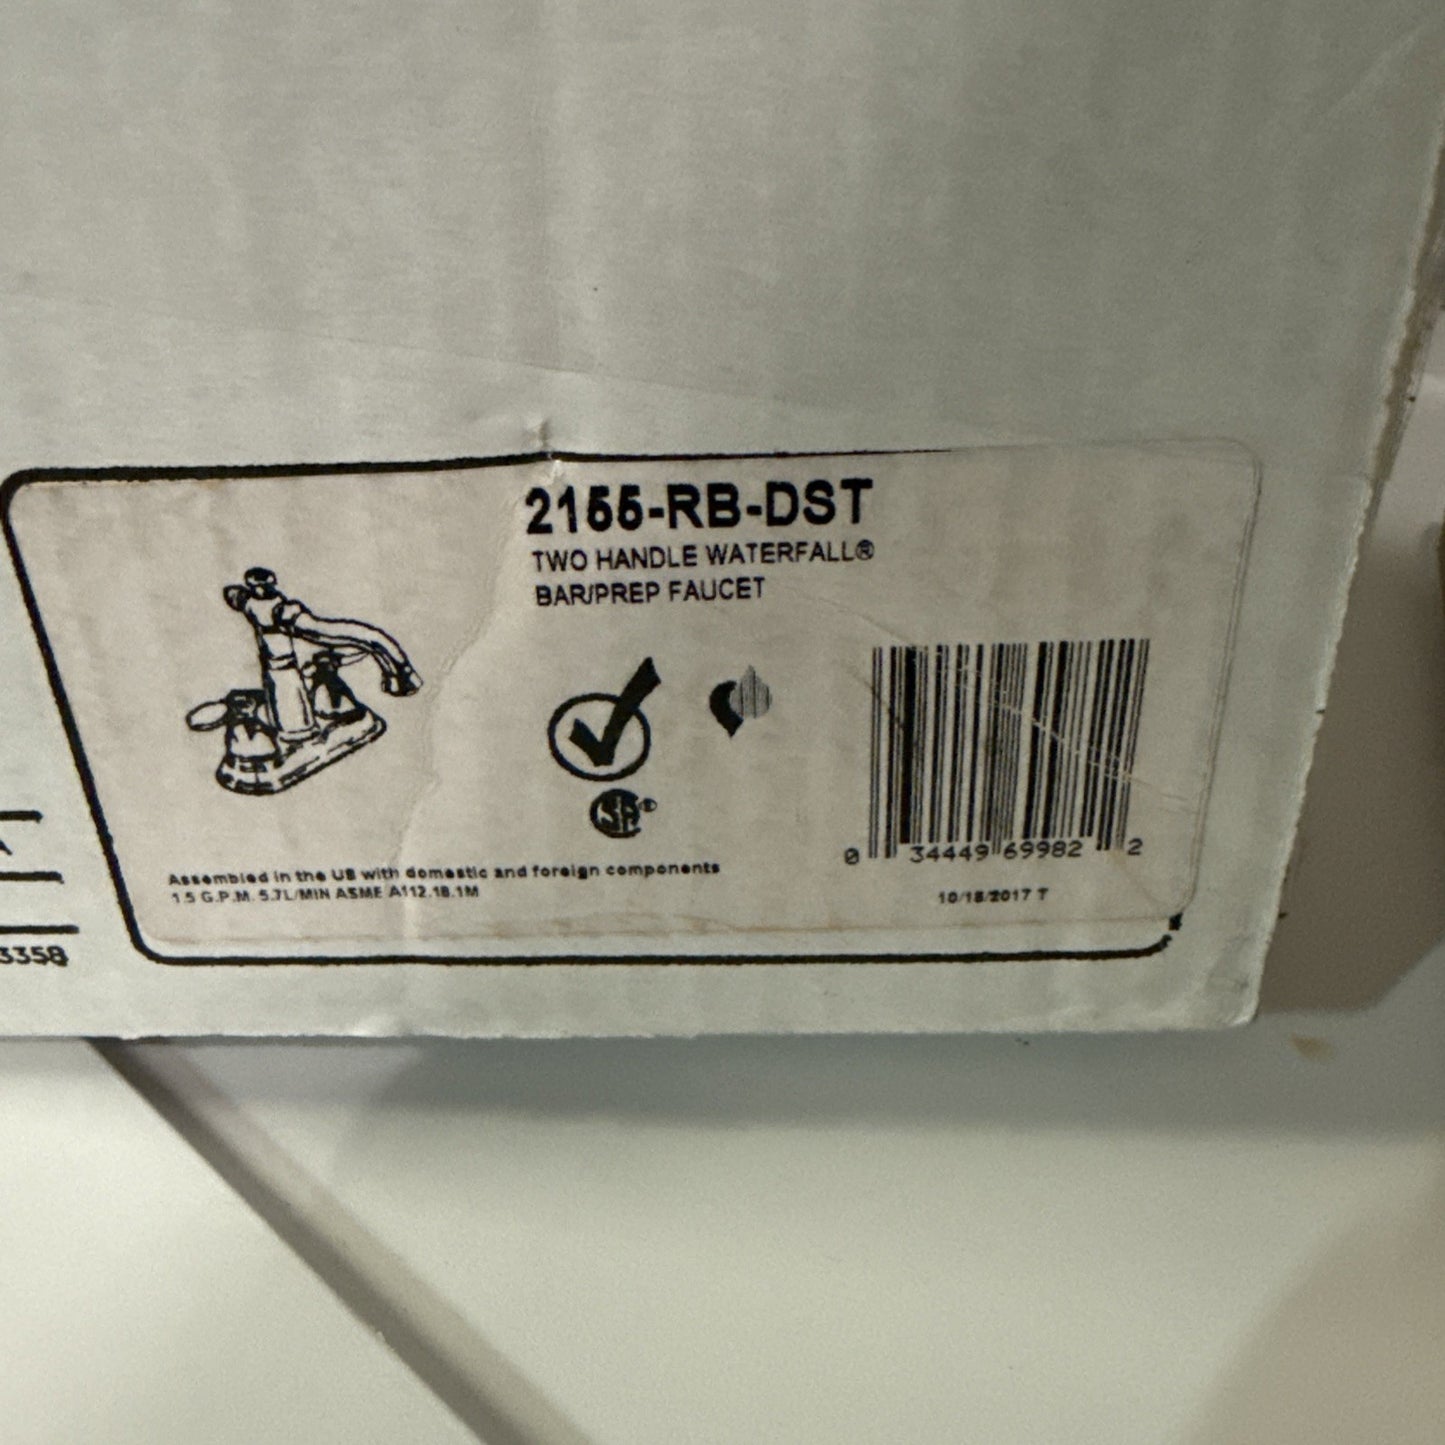 2155-RB-DST
TWO HANDLE WATERFALL®
BAR/PREP FAUCET
SA®
0 34449 69982 2
Assembled in the US with domestic and foreign components
1.5 G.P.M. 5.7L/MIN ASME A112.18.1M
10/18/2017 T
A
3358